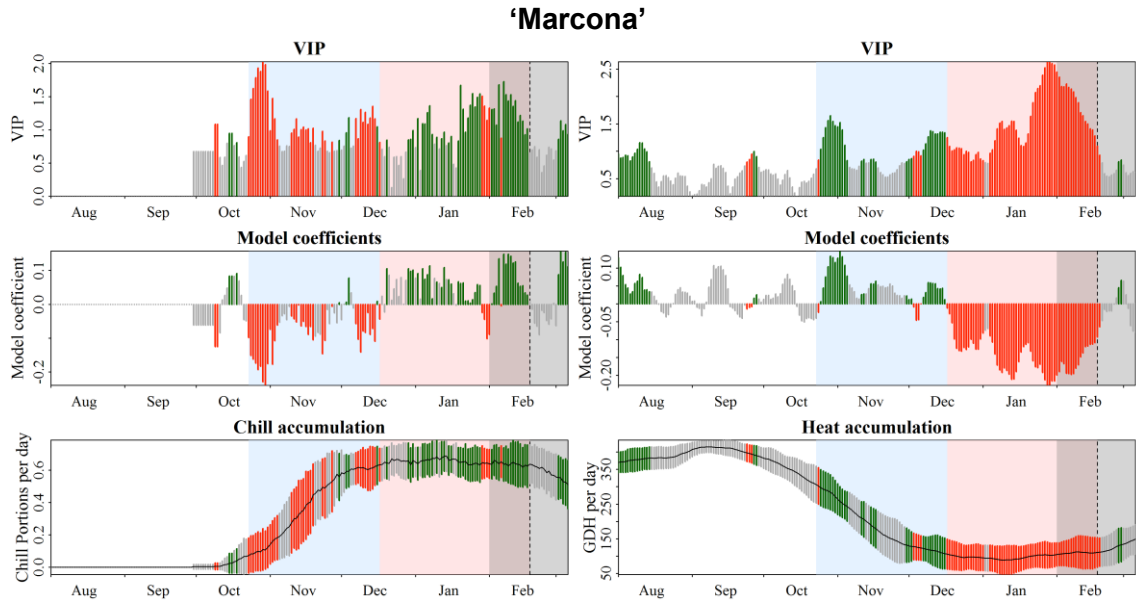 ‘Marcona’
VIP
VIP
2.0
1.5
1.0
0.5
0.0
Aug Sep Oct Nov Dec Jan Feb
VIP
VIP
2.5
1.5
0.5
Aug Sep Oct Nov Dec Jan Feb
Model coefficients
Model coefficient
0.1
0.0
-0.2
Aug Sep Oct Nov Dec Jan Feb
Model coefficients
Model coefficient
0.10
-0.05
-0.20
Aug Sep Oct Nov Dec Jan Feb
Chill accumulation
Chill Portions per day
0.6
0.4
0.2
0.0
Aug Sep Oct Nov Dec Jan Feb
Heat accumulation
GDH per day
350
250
150
50
Aug Sep Oct Nov Dec Jan Feb